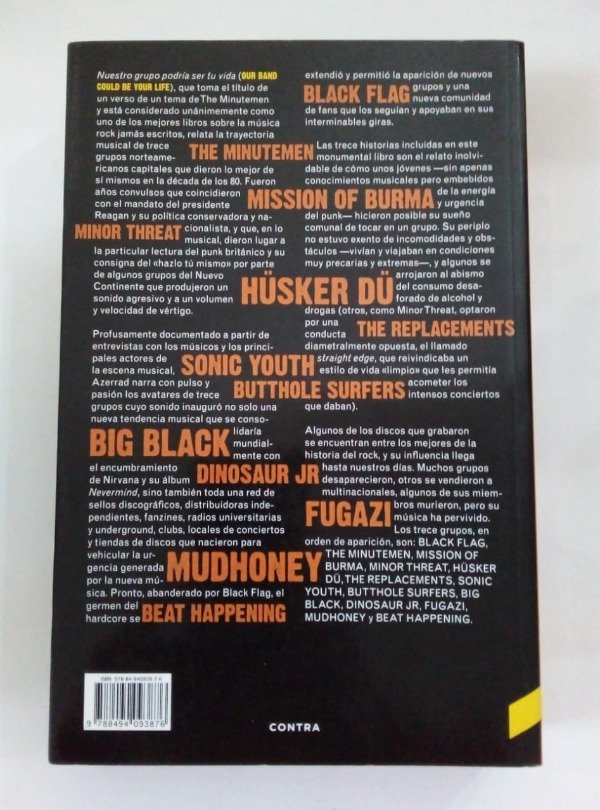 Nuestro grupo podría ser tu vida (OUR BAND
COULD BE YOUR LIFE), que toma el título de
un verso de un tema de The Minutemen
y está considerado unánimemente como
uno de los mejores libros sobre la música
rock jamás escritos, relata la trayectoria
musical de trece
grupos norteame-
THE MINUTEMEN
ricanos capitales que dieron lo mejor de
sí mismos en la década de los 80. Fueron
años convulsos que coincidieron
con el mandato del presidente
MISSION OF BURMA
Reagan y su política conservadora y na-
MINOR THREAT
cionalista, y que, en lo
musical, dieron lugar a
la particular lectura del punk británico y su
consigna del «hazlo tú mismo» por parte
de algunos grupos del Nuevo
Continente que produjeron un
HÜSKER DÜ
sonido agresivo y a un volumen
y velocidad de vértigo.
Profusamente documentado a partir de
entrevistas con los músicos y los princi-
pales actores de
la escena musical,
SONIC YOUTH
Azerrad narra con pulso y
pasión los avatares de trece
BUTTHOLE SURFERS
grupos cuyo sonido inauguró no solo una
nueva tendencia musical que se conso-
BIG BLACK
lidaría
mundial-
mente con
el encumbramiento
de Nirvana y su álbum
DINOSAUR JR
Nevermind, sino también toda una red de
sellos discográficos, distribuidoras inde-
pendientes, fanzines, radios universitarias
y underground, clubs, locales de conciertos
y tiendas de discos que nacieron para
vehicular la ur-
gencia generada
por la nueva mú-
MUDHONEY
sica. Pronto, abanderado por Black Flag, el
germen del
hardcore se
BEAT HAPPENING
extendió y permitió la aparición de nuevos
BLACK FLAG
grupos y una
nueva comunidad
de fans que los seguían y apoyaban en sus
interminables giras.
Las trece historias incluidas en este
monumental libro son el relato inolvi-
dable de cómo unos jóvenes —sin apenas
conocimientos musicales pero embebidos
de la energía
y urgencia
del punk— hicieron posible su sueño
comunal de tocar en un grupo. Su periplo
no estuvo exento de incomodidades y obs-
táculos —vivían y viajaban en condiciones
muy precarias y extremas—, y algunos se
arrojaron al abismo
del consumo desa-
forado de alcohol y
drogas (otros, como Minor Threat, optaron
por una
conducta
THE REPLACEMENTS
diametralmente opuesta, el llamado
straight edge, que reivindicaba un
estilo de vida «limpio» que les permitía
acometer los
intensos conciertos
que daban).
Algunos de los discos que grabaron
se encuentran entre los mejores de la
historia del rock, y su influencia llega
hasta nuestros días. Muchos grupos
desaparecieron, otros se vendieron a
multinacionales, algunos de sus miem-
FUGAZI
bros murieron, pero su
música ha pervivido.
Los trece grupos, en
orden de aparición, son: BLACK FLAG,
THE MINUTEMEN, MISSION OF
BURMA, MINOR THREAT, HÜSKER
DÜ, THE REPLACEMENTS, SONIC
YOUTH, BUTTHOLE SURFERS, BIG
BLACK, DINOSAUR JR, FUGAZI,
MUDHONEY y BEAT HAPPENING.
ISBN: 978-84-940938-7-6
9 788494 093876
CONTRA